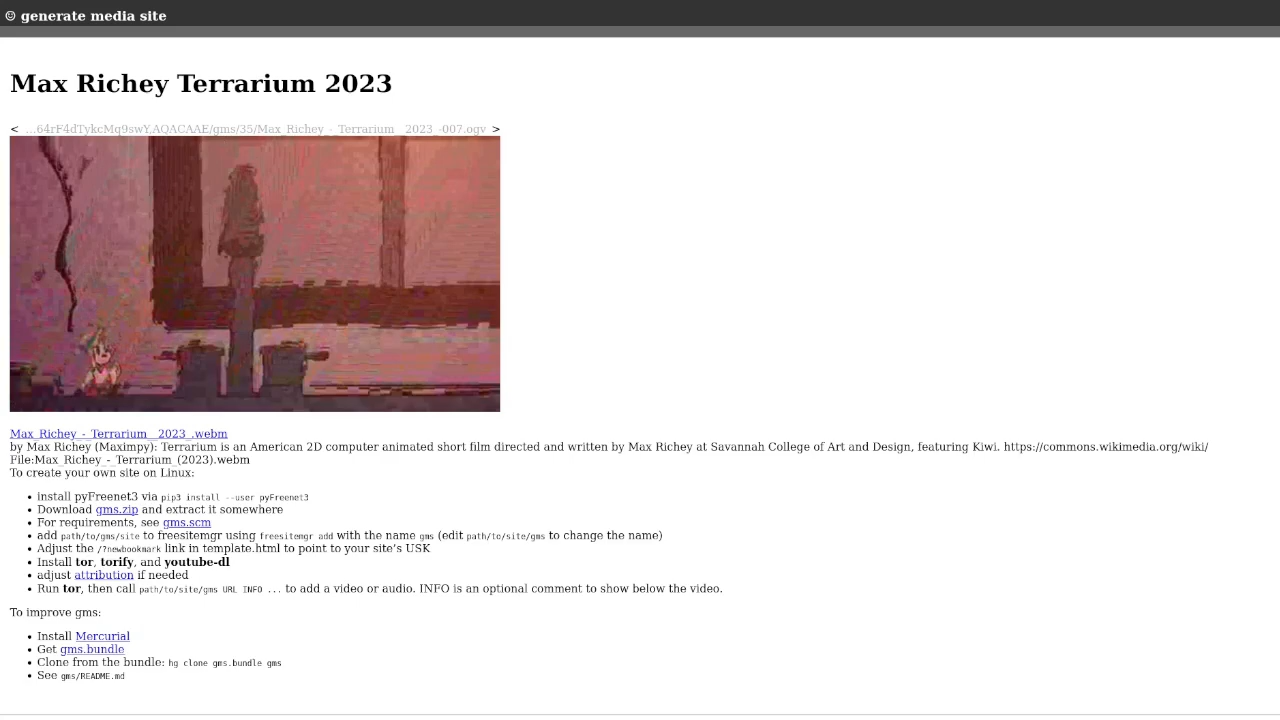 ☺ generate media site
Max Richey Terrarium 2023
< …64rF4dTykcMq9swY,AQACAAE/gms/35/Max_Richey_-_Terrarium__2023_-007.ogv >
Max_Richey_-_Terrarium__2023_.webm
by Max Richey (Maximpy): Terrarium is an American 2D computer animated short film directed and written by Max Richey at Savannah College of Art and Design, featuring Kiwi. https://commons.wikimedia.org/wiki/
File:Max_Richey_-_Terrarium_(2023).webm
To create your own site on Linux:
• install pyFreenet3 via pip3 install --user pyFreenet3
• Download gms.zip and extract it somewhere
• For requirements, see gms.scm
• add path/to/gms/site to freesitemgr using freesitemgr add with the name gms (edit path/to/site/gms to change the name)
• Adjust the /?newbookmark link in template.html to point to your site’s USK
• Install tor, torify, and youtube-dl
• adjust attribution if needed
• Run tor, then call path/to/site/gms URL INFO ... to add a video or audio. INFO is an optional comment to show below the video.
To improve gms:
• Install Mercurial
• Get gms.bundle
• Clone from the bundle: hg clone gms.bundle gms
• See gms/README.md